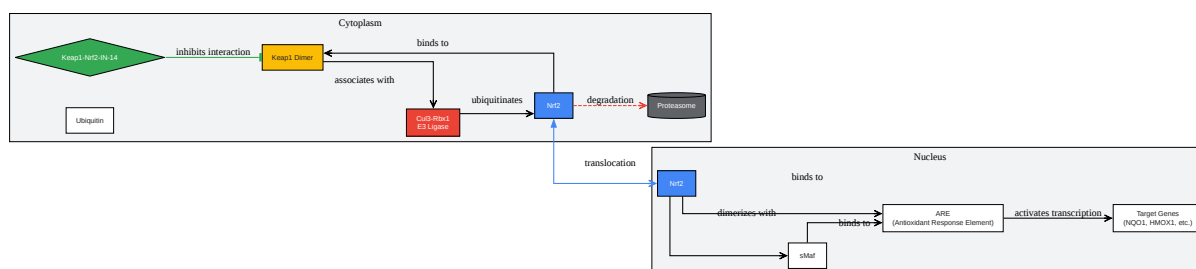 Cytoplasm
Keap1-Nrf2-IN-14
inhibits interaction
Keap1 Dimer
binds to
associates with
Ubiquitin
Cul3-Rbx1
E3 Ligase
ubiquitinates
Nrf2
degradation
Proteasome
translocation
Nucleus
Nrf2
binds to
dimerizes with
binds to
sMaf
ARE
(Antioxidant Response Element)
activates transcription
Target Genes
(NQO1, HMOX1, etc.)